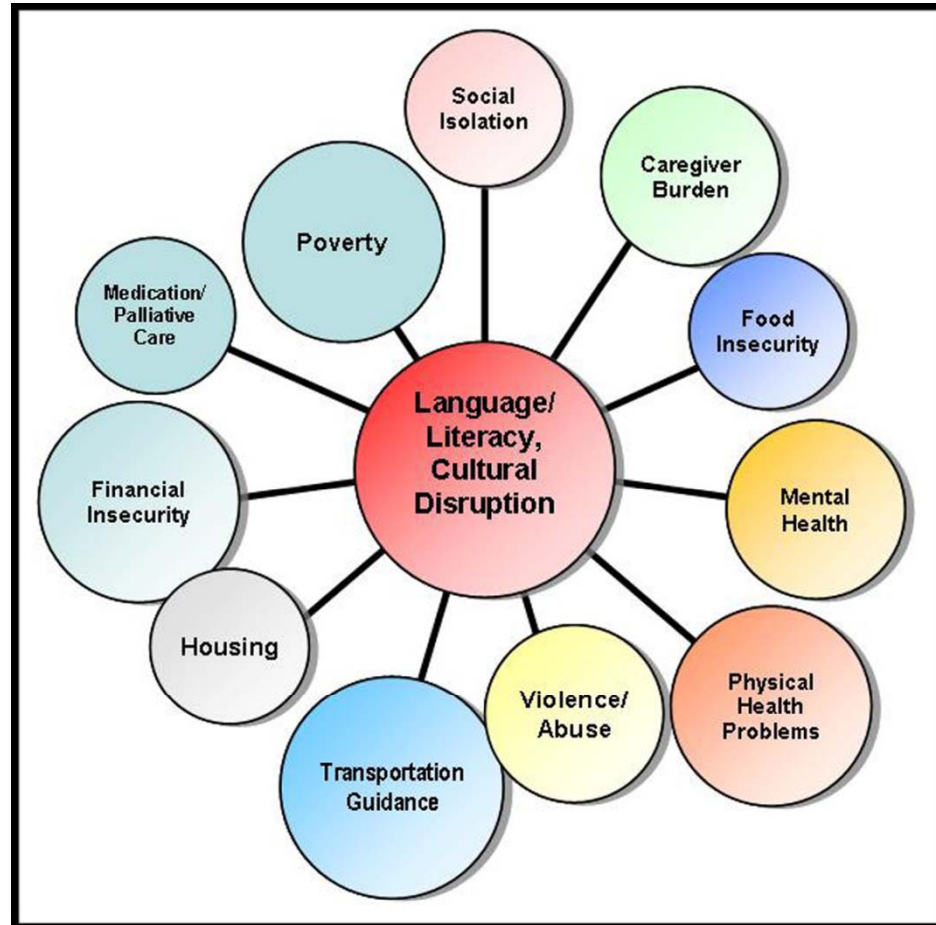 Social
Isolation
Caregiver
Burden
Poverty
Medication/
Palliative
Care
Food
Insecurity
Language/
Literacy,
Cultural
Disruption
Financial
Insecurity
Mental
Health
Housing
Violence/
Abuse
Physical
Health
Problems
Transportation
Guidance